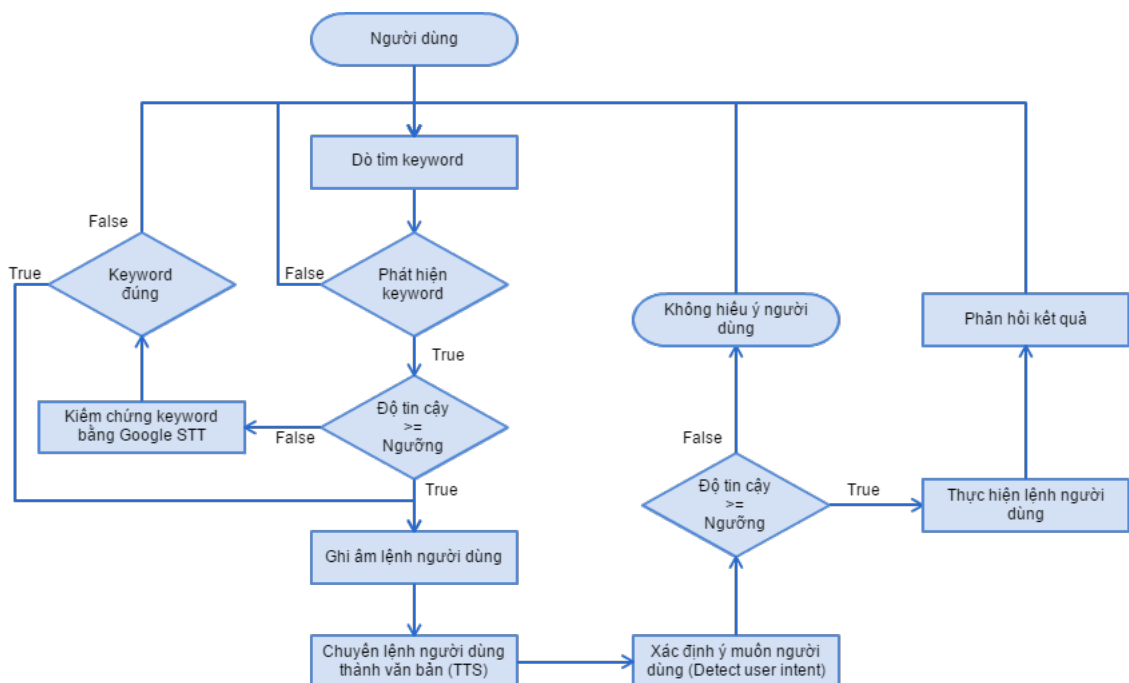 Người dùng
Dò tìm keyword
False
True
Keyword
đúng
False
Phát hiện
keyword
True
Kiểm chứng keyword
bằng Google STT
False
Độ tin cậy
>=
Ngưỡng
True
Ghi âm lệnh người dùng
Chuyển lệnh người dùng
thành văn bản (TTS)
Xác định ý muốn người
dùng (Detect user intent)
Độ tin cậy
>=
Ngưỡng
False
True
Không hiểu ý người
dùng
Thực hiện lệnh người
dùng
Phản hồi kết quả